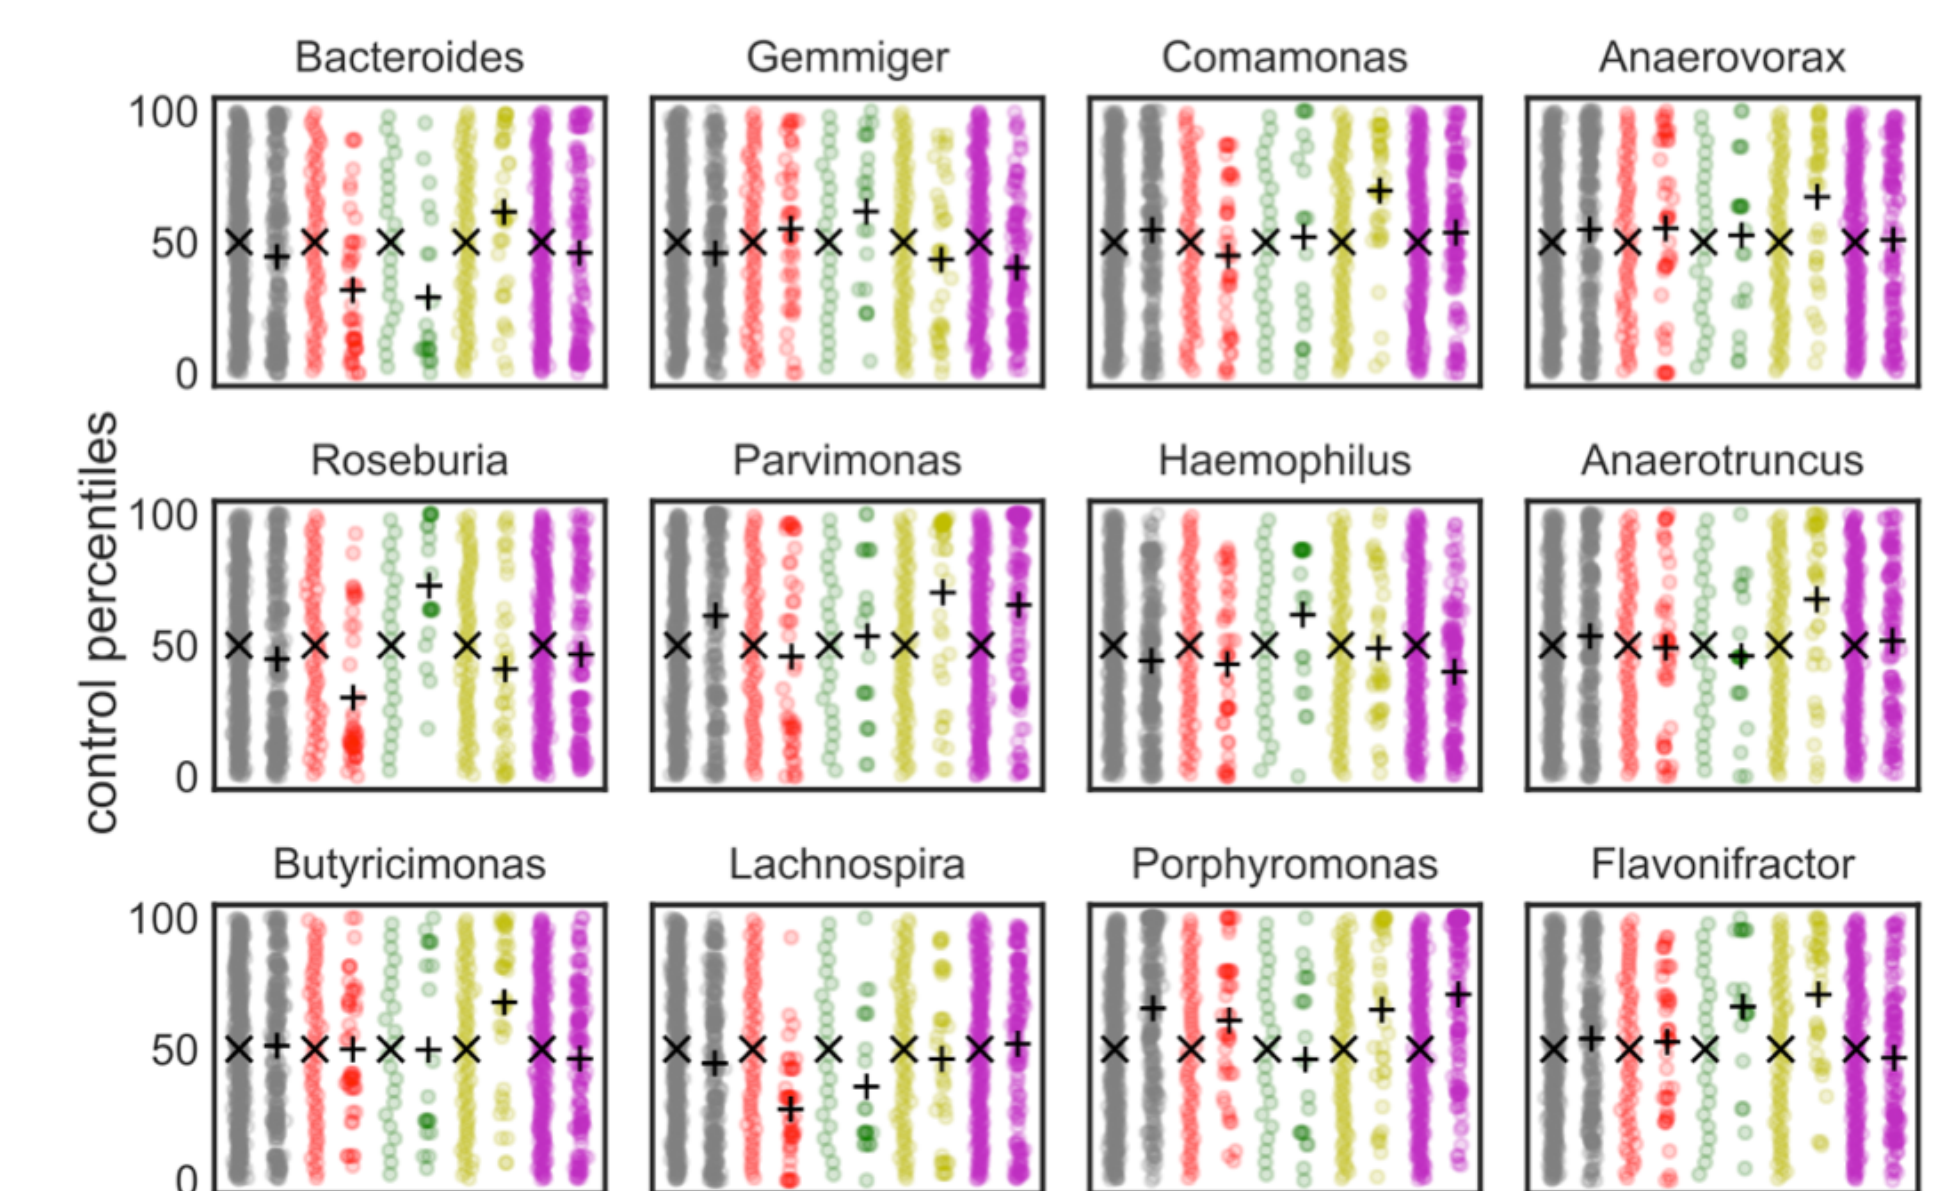 Bacteroides Gemmiger Comamonas Anaerovorax
100
50
0
control percentiles
Roseburia Parvimonas Haemophilus Anaerotruncus
100
50
0
Butyricimonas Lachnospira Porphyromonas Flavonifractor
100
50
0